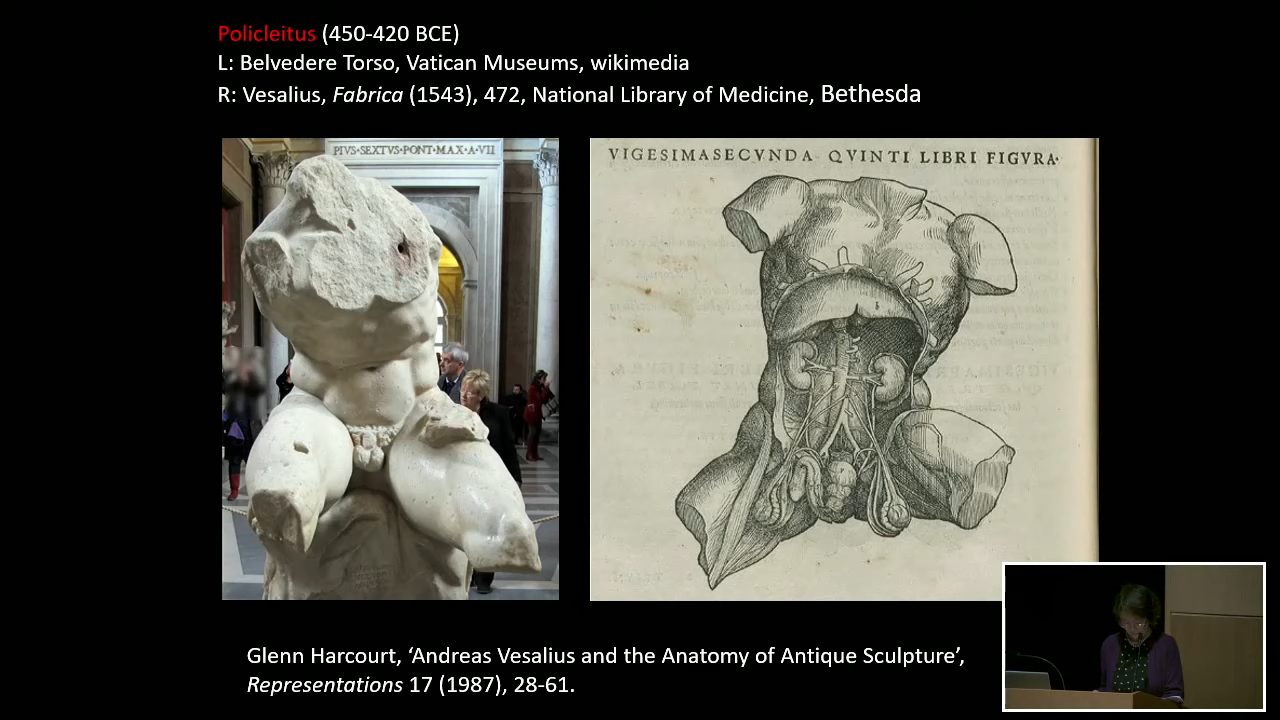 Policleitus (450-420 BCE)
L: Belvedere Torso, Vatican Museums, wikimedia
R: Vesalius, Fabrica (1543), 472, National Library of Medicine, Bethesda
PIVS·SEXTVS·PONT·MAX·A·VII
VIGESIMASECVNDA QVINTI LIBRI FIGVRA·
Glenn Harcourt, ‘Andreas Vesalius and the Anatomy of Antique Sculpture’,
Representations 17 (1987), 28-61.